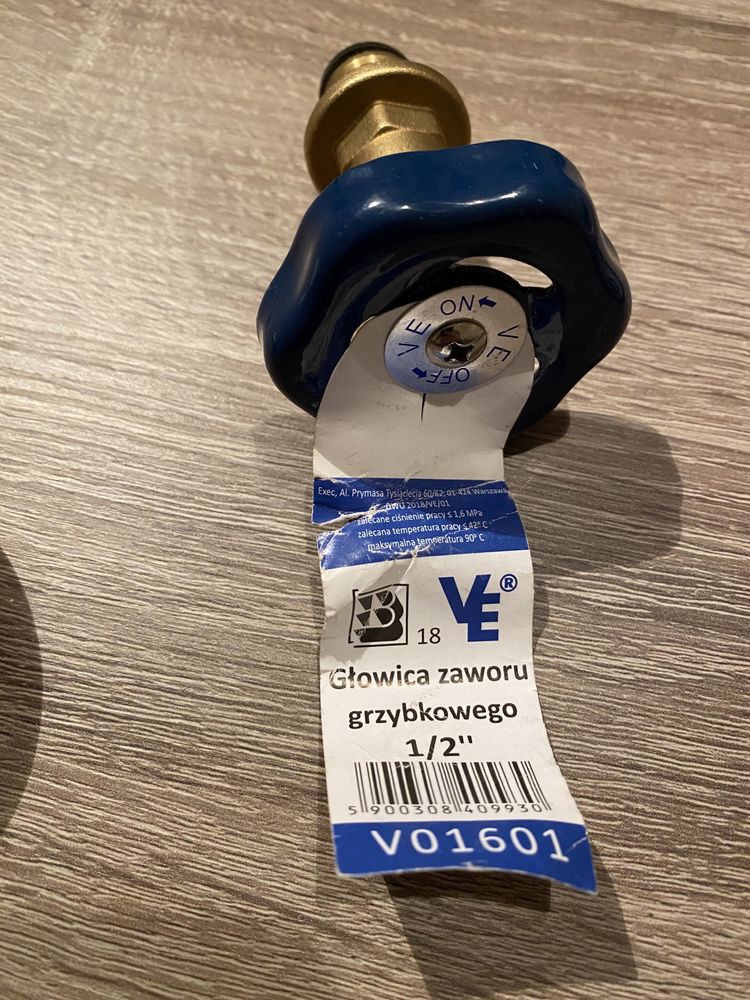 ON
VE
VE
OFF
Exec, Al. Prymasa Tysiąclecia 60/62, 01-424 Warszawa
DWU 2018/VE/01
zalecane ciśnienie pracy ≤ 1,6 MPa
zalecana temperatura pracy ≤ 42° C
maksymalna temperatura 90° C
B 18 VE®
Głowica zaworu
grzybkowego
1/2"
5 900308 409930
V01601